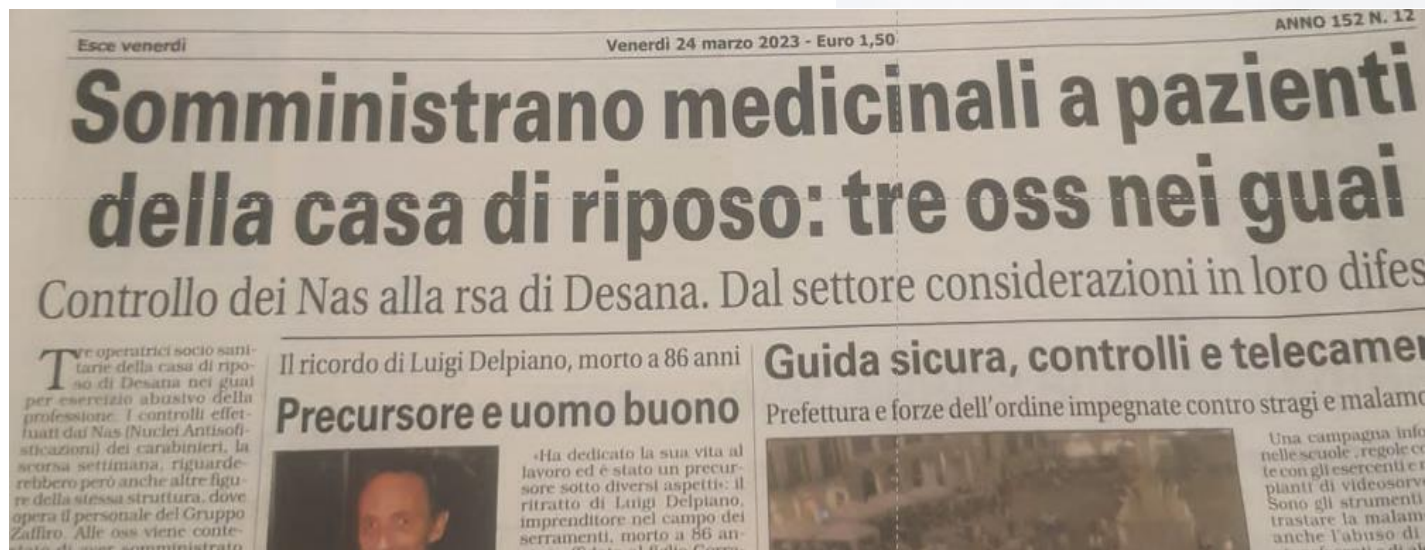 Esce venerdì
Venerdì 24 marzo 2023 - Euro 1,50
ANNO 152 N. 12
Somministrano medicinali a pazienti
della casa di riposo: tre oss nei guai
Controllo dei Nas alla rsa di Desana. Dal settore considerazioni in loro difes
Tre operatrici socio sani-
tarie della casa di ripo-
so di Desana nei guai
per esercizio abusivo della
professione. I controlli effet-
tuati dai Nas (Nuclei Antisofi-
sticazioni) dei carabinieri, la
scorsa settimana, riguarde-
rebbero però anche altre figu-
re della stessa struttura, dove
opera il personale del Gruppo
Zaffiro. Alle oss viene conte-
stato di aver somministrato
Il ricordo di Luigi Delpiano, morto a 86 anni
Precursore e uomo buono
«Ha dedicato la sua vita al
lavoro ed è stato un precur-
sore sotto diversi aspetti»: il
ritratto di Luigi Delpiano,
imprenditore nel campo dei
serramenti, morto a 86 an-
Guida sicura, controlli e telecamer
Prefettura e forze dell'ordine impegnate contro stragi e malamo
Una campagna info
nelle scuole, regole co
te con gli esercenti e
pianti di videosorv
Sono gli strumenti
trastare la malam
anche l'abuso di